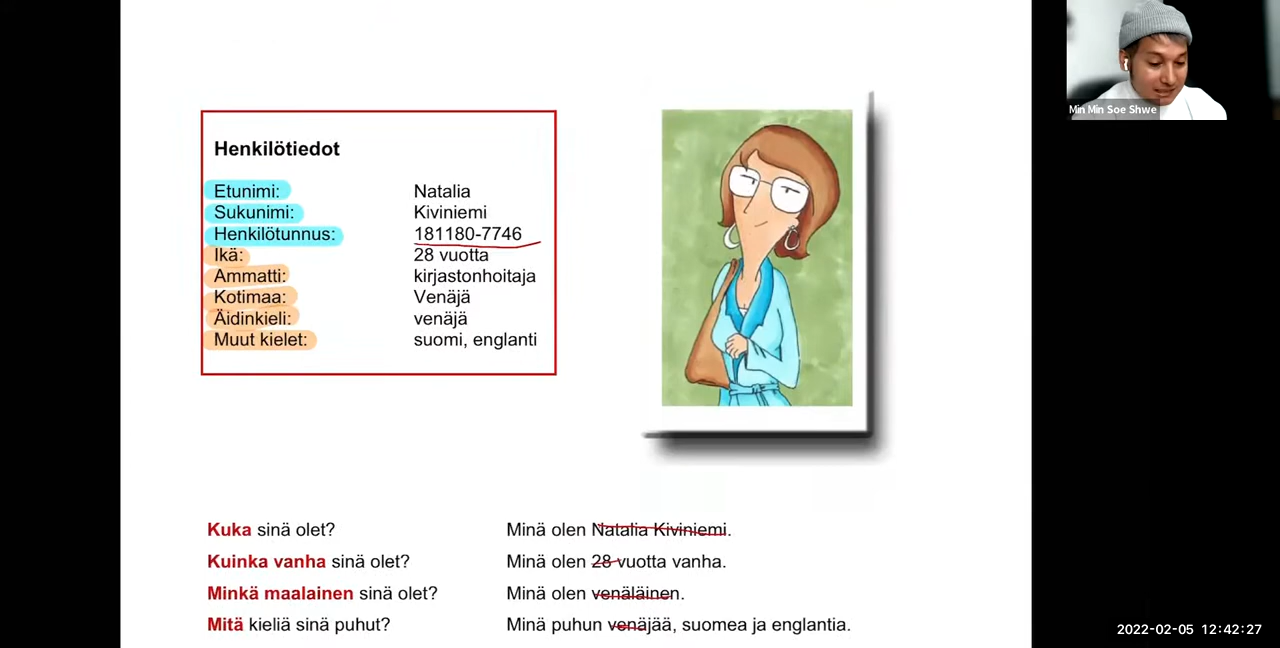 Min Min Soe Shwe
Henkilötiedot
Etunimi: Natalia
Sukunimi: Kiviniemi
Henkilötunnus: 181180-7746
Ikä: 28 vuotta
Ammatti: kirjastonhoitaja
Kotimaa: Venäjä
Äidinkieli: venäjä
Muut kielet: suomi, englanti
Kuka sinä olet? Minä olen Natalia Kiviniemi.
Kuinka vanha sinä olet? Minä olen 28 vuotta vanha.
Minkä maalainen sinä olet? Minä olen venäläinen.
Mitä kieliä sinä puhut? Minä puhun venäjää, suomea ja englantia.
2022-02-05 12:42:27